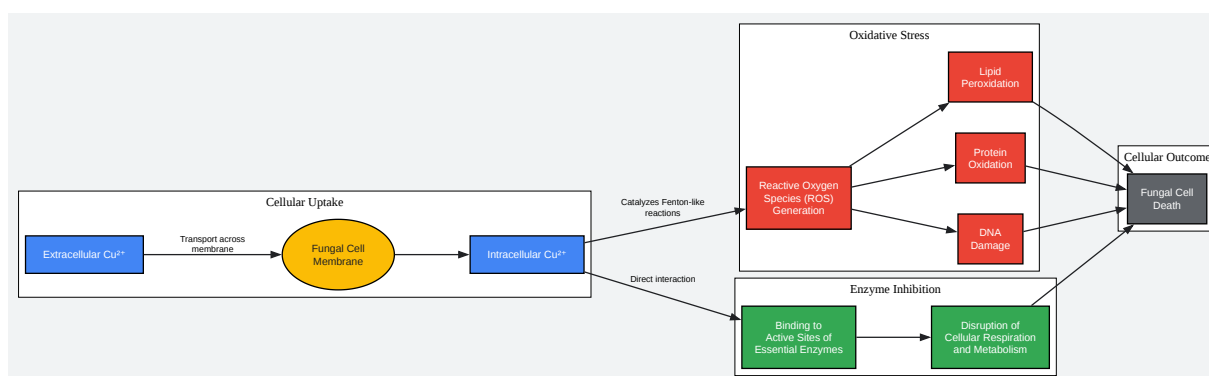 Cellular Uptake
Extracellular Cu²⁺
Transport across
membrane
Fungal Cell
Membrane
Intracellular Cu²⁺
Catalyzes Fenton-like
reactions
Direct interaction
Oxidative Stress
Reactive Oxygen
Species (ROS)
Generation
Lipid
Peroxidation
Protein
Oxidation
DNA
Damage
Enzyme Inhibition
Binding to
Active Sites of
Essential Enzymes
Disruption of
Cellular Respiration
and Metabolism
Cellular Outcome
Fungal Cell
Death